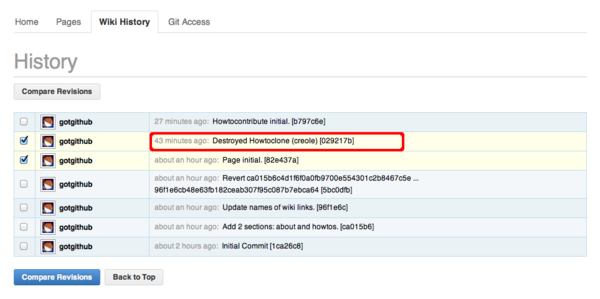 Home Pages Wiki History Git Access
History
Compare Revisions
gotgithub 27 minutes ago: Howtocontribute initial. [b797c6e]
gotgithub 43 minutes ago: Destroyed Howtoclone (creole) [029217b]
gotgithub about an hour ago: Page initial. [82e437a]
gotgithub about an hour ago: Revert ca015b6c4d1f6f0a0fb9700e554301c2b8467c5e ...
96f1e6cb48e63fb182ceab307f95c087b7ebca64 [5bc0dfb]
gotgithub about an hour ago: Update names of wiki links. [96f1e6c]
gotgithub about an hour ago: Add 2 sections: about and howtos. [ca015b6]
gotgithub about 2 hours ago: Initial Commit [1ca26c8]
Compare Revisions Back to Top